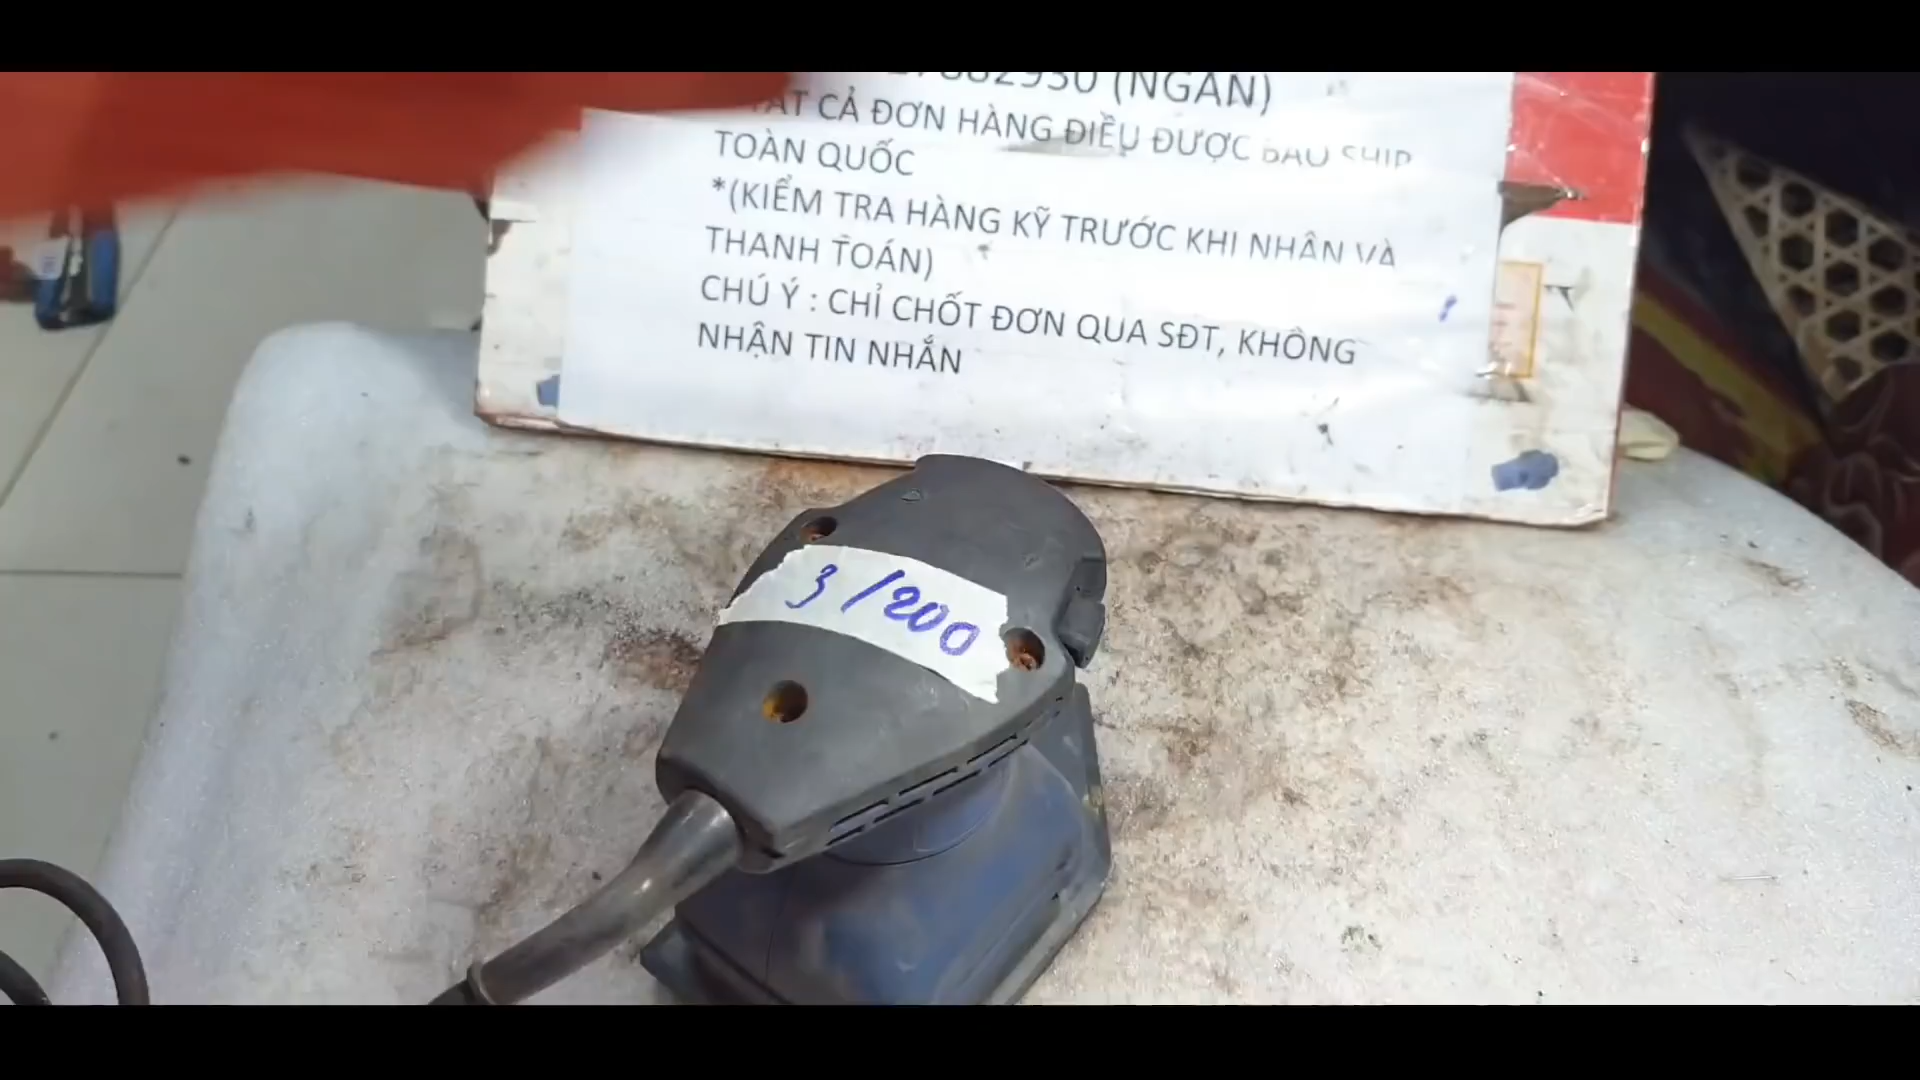 (NGÂN)
TẤT CẢ ĐƠN HÀNG ĐIỀU ĐƯỢC BAO SHIP
TOÀN QUỐC
*(KIỂM TRA HÀNG KỸ TRƯỚC KHI NHẬN VÀ
THANH TOÁN)
CHÚ Ý : CHỈ CHỐT ĐƠN QUA SĐT, KHÔNG
NHẬN TIN NHẮN
3/200